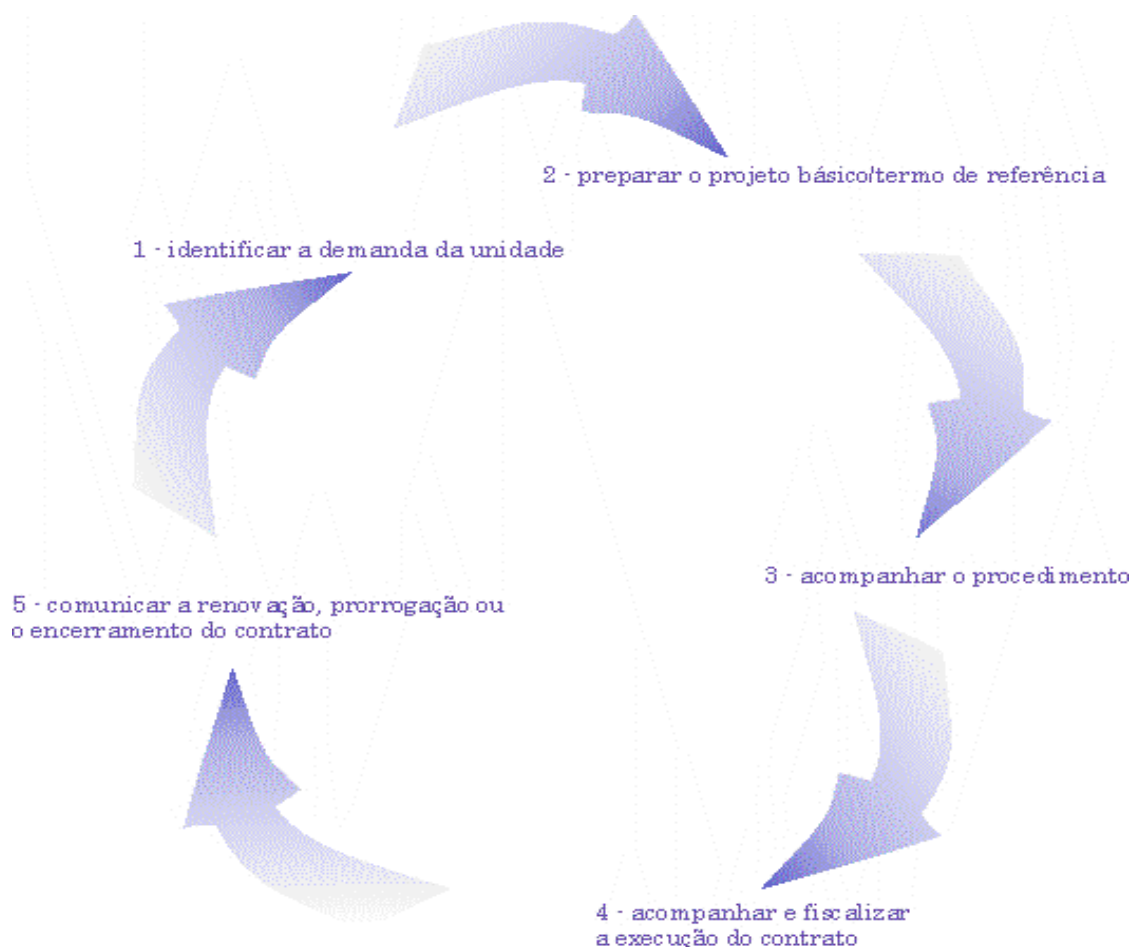 2 - preparar o projeto básico/termo de referência
1 - identificar a demanda da unidade
3 - acompanhar o procedimento
5 - comunicar a renovação, prorrogação ou
o encerramento do contrato
4 - acompanhar e fiscalizar
a execução do contrato